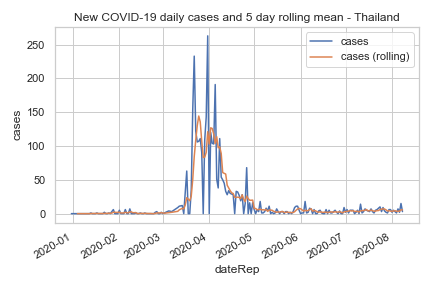 New COVID-19 daily cases and 5 day rolling mean - Thailand
cases
cases (rolling)
250
200
150
100
50
0
cases
2020-01
2020-02
2020-03
2020-04
2020-05
2020-06
2020-07
2020-08
dateRep